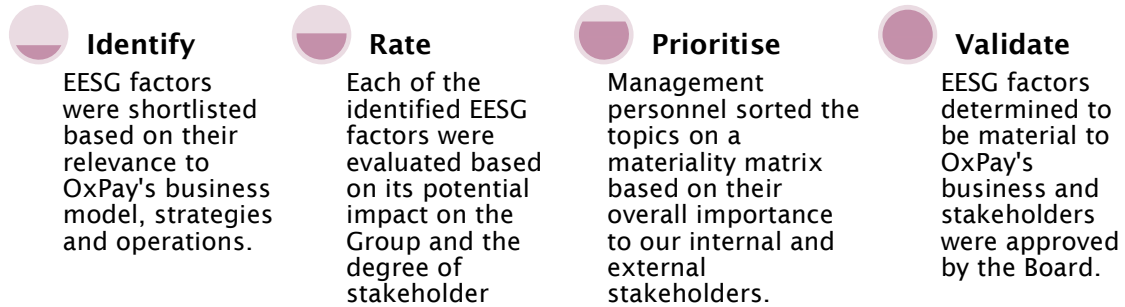 Identify
EESG factors
were shortlisted
based on their
relevance to
OxPay's business
model, strategies
and operations.
Rate
Each of the
identified EESG
factors were
evaluated based
on its potential
impact on the
Group and the
degree of
stakeholder
Prioritise
Management
personnel sorted the
topics on a
materiality matrix
based on their
overall importance
to our internal and
external
stakeholders.
Validate
EESG factors
determined to
be material to
OxPay's
business and
stakeholders
were approved
by the Board.